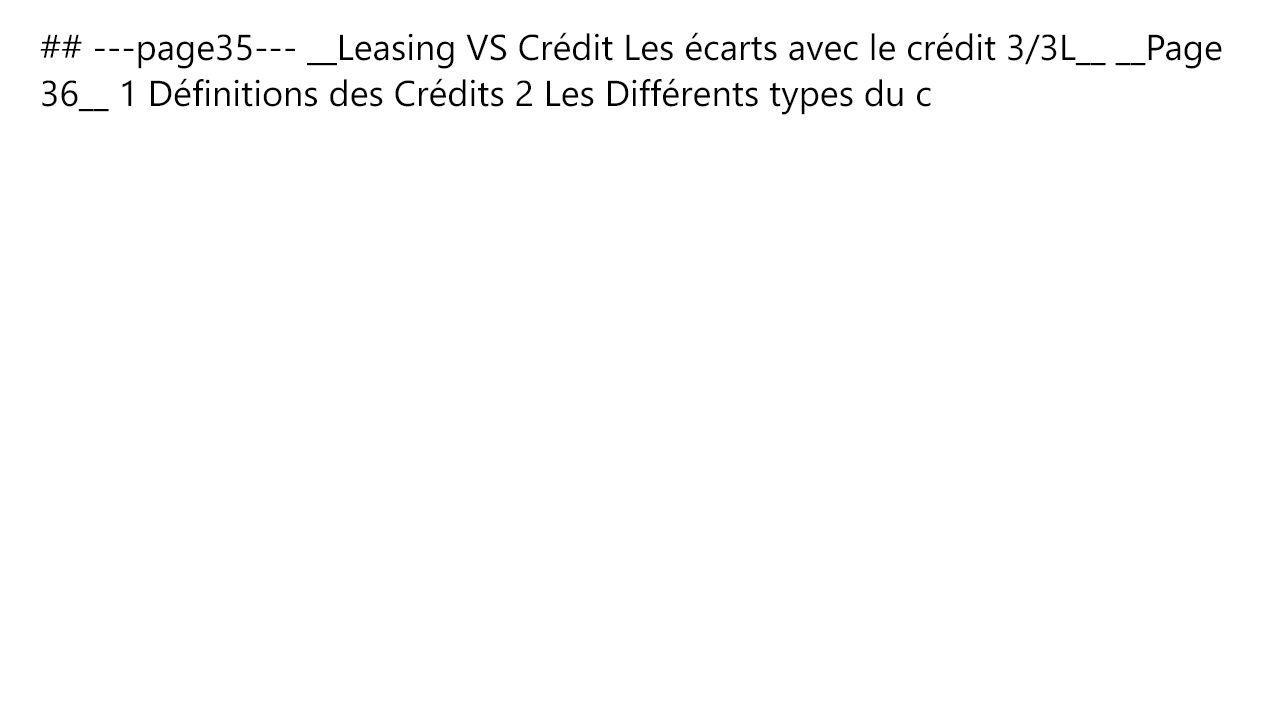 ## ---page35--- __Leasing VS Crédit Les écarts avec le crédit 3/3L__ __Page
36__ 1 Définitions des Crédits 2 Les Différents types du c